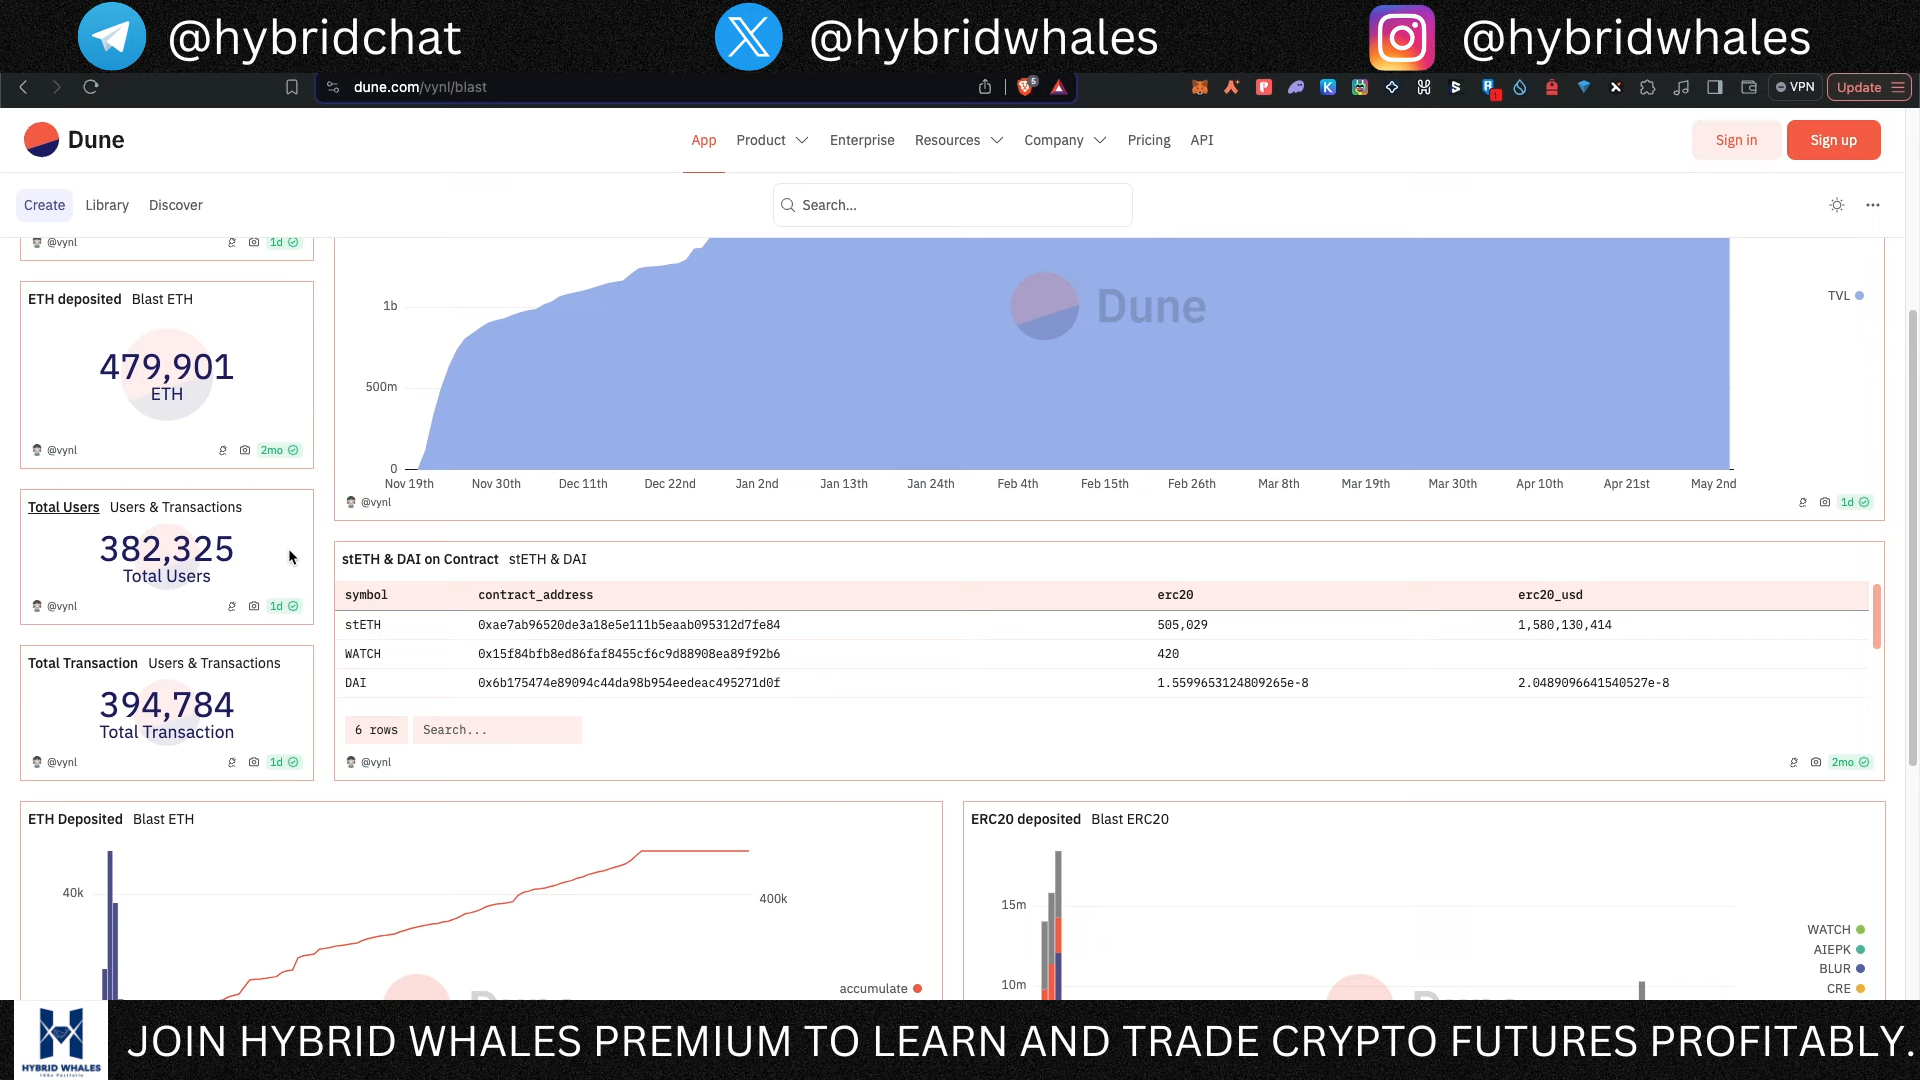 @hybridchat
@hybridwhales
@hybridwhales
dune.com/vynl/blast
5
1
VPN
Update
Dune
App
Product
Enterprise
Resources
Company
Pricing
API
Sign in
Sign up
Create
Library
Discover
Search...
@vynl
1d
ETH deposited Blast ETH
479,901
ETH
@vynl
2mo
Total Users Users & Transactions
382,325
Total Users
@vynl
1d
Total Transaction Users & Transactions
394,784
Total Transaction
@vynl
1d
1b
500m
0
Dune
TVL
Nov 19th Nov 30th Dec 11th Dec 22nd Jan 2nd Jan 13th Jan 24th Feb 4th Feb 15th Feb 26th Mar 8th Mar 19th Mar 30th Apr 10th Apr 21st May 2nd
@vynl
1d
stETH & DAI on Contract stETH & DAI
symbol contract_address erc20 erc20_usd
stETH 0xae7ab96520de3a18e5e111b5eaab095312d7fe84 505,029 1,580,130,414
WATCH 0x15f84bfb8ed86faf8455cf6c9d88908ea89f92b6 420
DAI 0x6b175474e89094c44da98b954eedeac495271d0f 1.5599653124809265e-8 2.0489096641540527e-8
6 rows Search...
@vynl
2mo
ETH Deposited Blast ETH
40k
400k
accumulate
ERC20 deposited Blast ERC20
15m
10m
WATCH
AIEPK
BLUR
CRE
HYBRID WHALES
JOIN HYBRID WHALES PREMIUM TO LEARN AND TRADE CRYPTO FUTURES PROFITABLY.